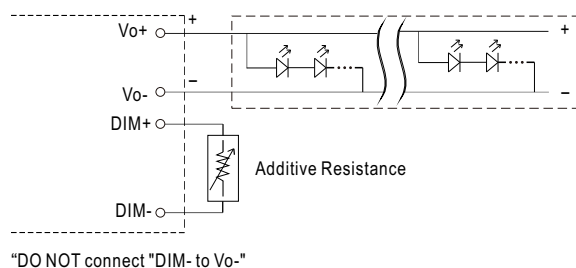 Vo+
+
+
Vo-
–
–
DIM+
Additive Resistance
DIM-
"DO NOT connect "DIM- to Vo-"